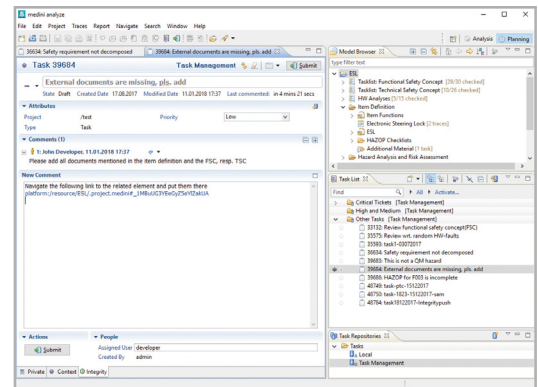 medini analyze
File Edit Project Traces Report Navigate Search Window Help
Analysis Planning
36634: Safety requirement not decomposed
39684: External documents are missing, pls. add
Task 39684
Task Management
Submit
External documents are missing, pls. add
State Draft Created Date 17.08.2017 Modified Date 11.01.2018 17:37 Last commented: in 4 mins 21 secs
Attributes
Project /test Priority Low
Type Task
Comments (1)
1: John Developer, 11.01.2018 17:37
Please add all documents mentioned in the item definition and the FSC, resp. TSC
New Comment
Navigate the following link to the related element and put them there
Actions
Submit
People
Assigned User developer
Created By admin
Private Context Integrity
Model Browser
type filter text
ESL
Tasklist: Functional Safety Concept [29/30 checked]
Tasklist: Technical Safety Concept [10/26 checked]
HW Analyses [5/15 checked]
Item Definition
Item Functions
Electronic Steering Lock [2 traces]
ESL
HAZOP Checklists
Additional Material [1 task]
Hazard Analysis and Risk Assessment
Task List
Find All Activate...
Critical Tickets [Task Management]
High and Medium [Task Management]
Other Tasks [Task Management]
33132: Review functional safety concept(FSC)
35575: Review wrt. random HW-faults
35593: task1-03072017
36634: Safety requirement not decomposed
39683: This is not a QM hazard
39684: External documents are missing, pls. add
39686: HAZOP for F003 is incomplete
48749: task-ptc-15122017
48750: task-1823-15122017-sam
48784: task18122017-Integritypush
Task Repositories
Tasks
Local
Task Management